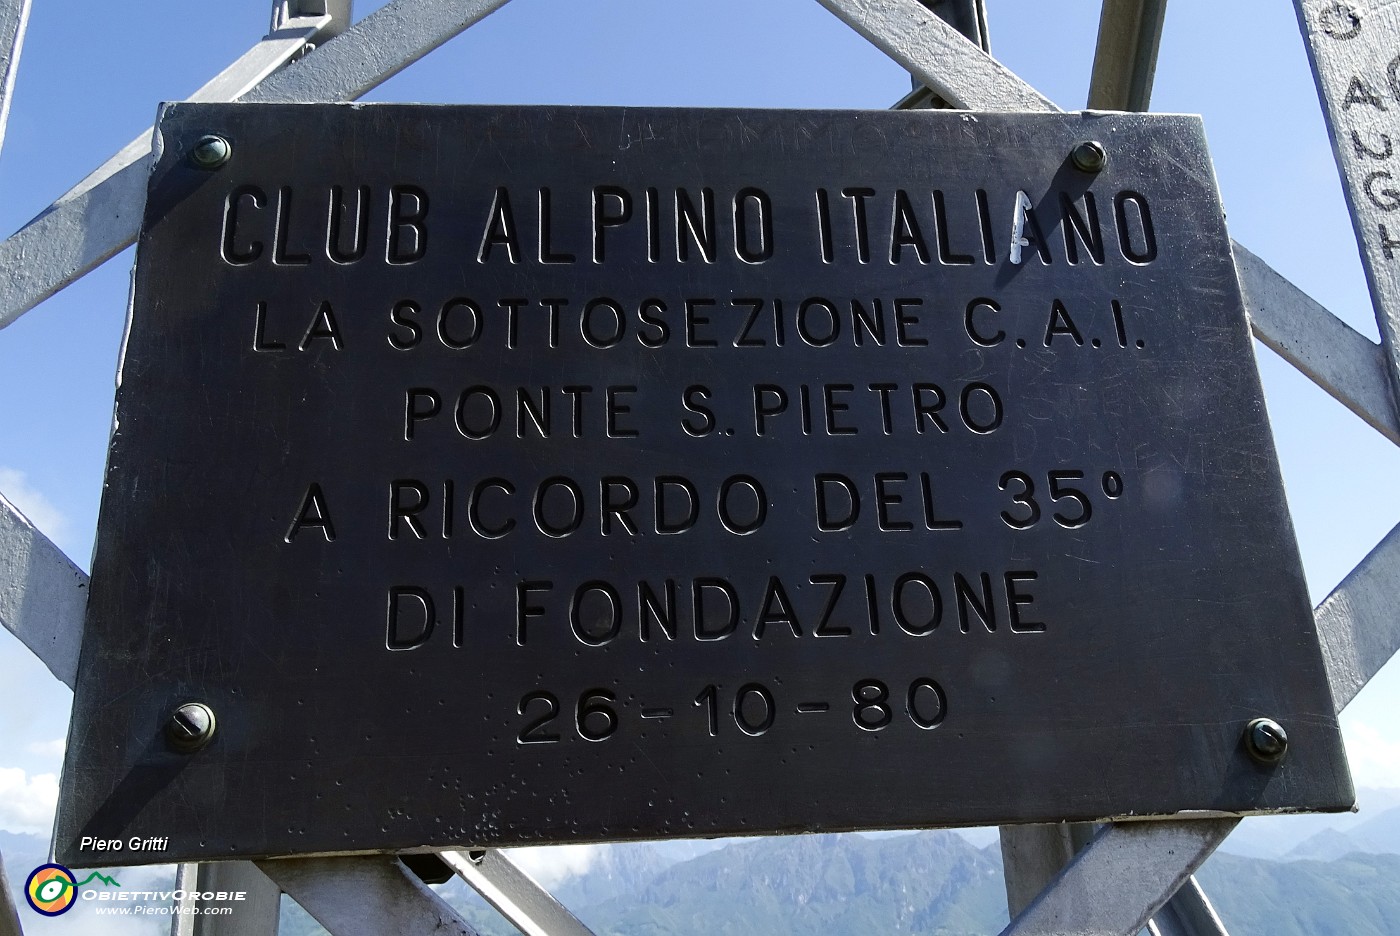 CLUB ALPINO ITALIANO
LA SOTTOSEZIONE C.A.I.
PONTE S. PIETRO
A RICORDO DEL 35º
DI FONDAZIONE
26-10-80
Piero Gritti
OBIETTIVOROBIE
www.PieroWeb.com